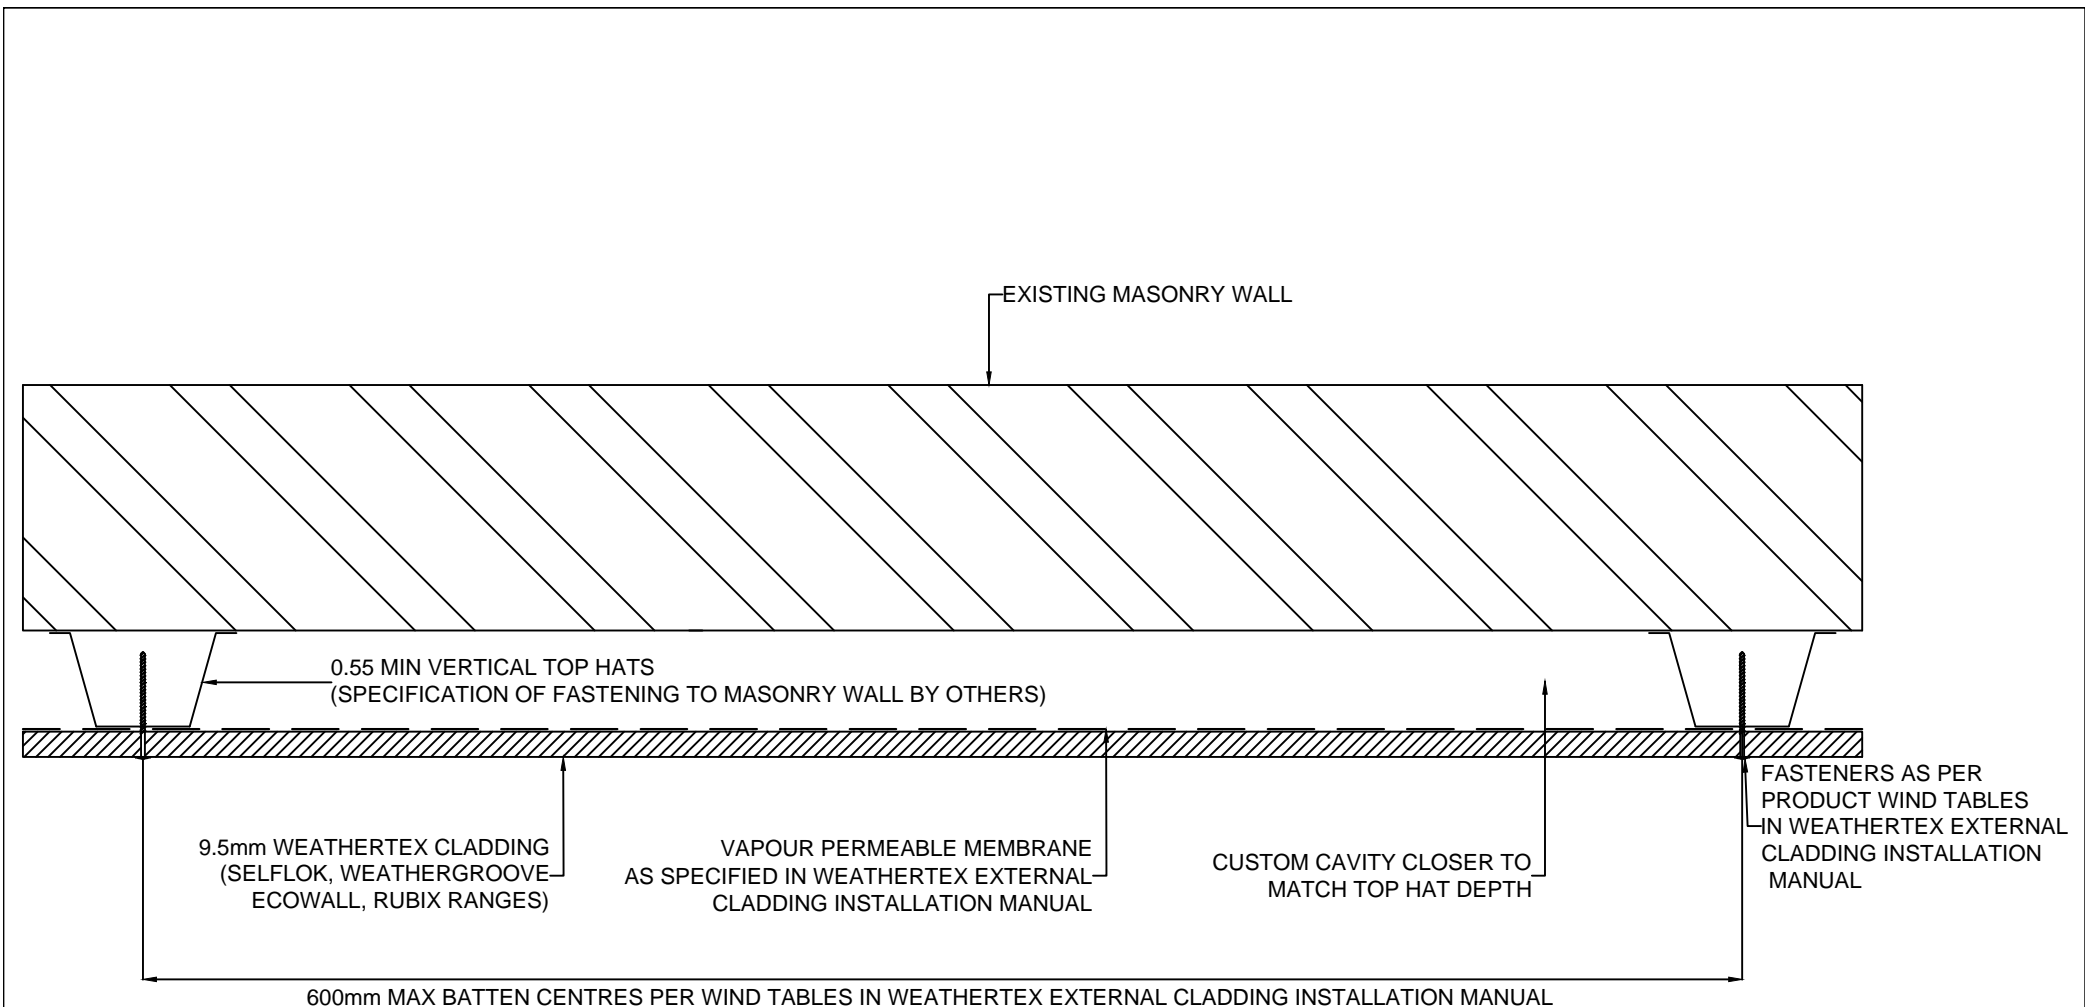 EXISTING MASONRY WALL
0.55 MIN VERTICAL TOP HATS
(SPECIFICATION OF FASTENING TO MASONRY WALL BY OTHERS)
9.5mm WEATHERTEX CLADDING
(SELFLOK, WEATHERGROOVE
ECOWALL, RUBIX RANGES)
VAPOUR PERMEABLE MEMBRANE
AS SPECIFIED IN WEATHERTEX EXTERNAL
CLADDING INSTALLATION MANUAL
CUSTOM CAVITY CLOSER TO
MATCH TOP HAT DEPTH
FASTENERS AS PER
PRODUCT WIND TABLES
IN WEATHERTEX EXTERNAL
CLADDING INSTALLATION
MANUAL
600mm MAX BATTEN CENTRES PER WIND TABLES IN WEATHERTEX EXTERNAL CLADDING INSTALLATION MANUAL